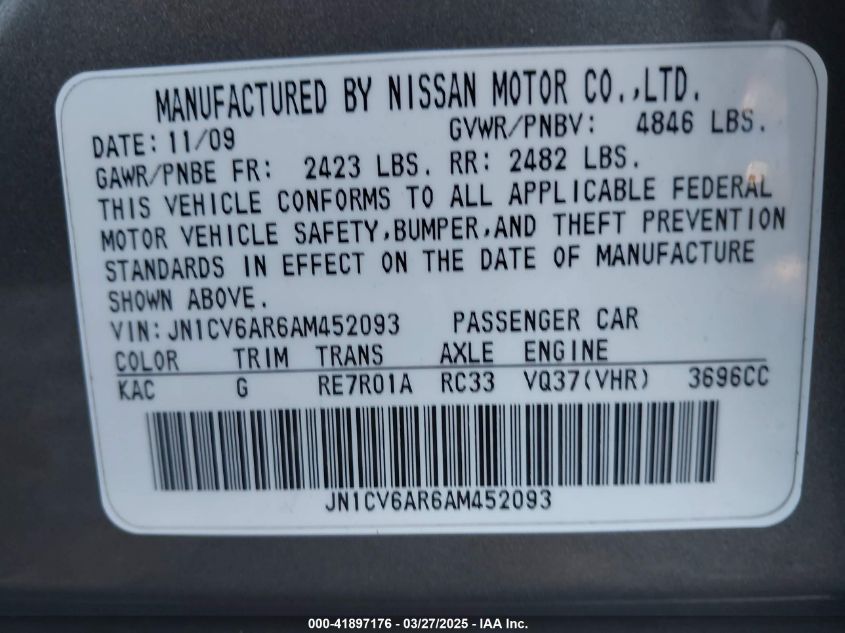 MANUFACTURED BY NISSAN MOTOR CO.,LTD.
DATE: 11/09 GVWR/PNBV: 4846 LBS.
GAWR/PNBE FR: 2423 LBS. RR: 2482 LBS.
THIS VEHICLE CONFORMS TO ALL APPLICABLE FEDERAL
MOTOR VEHICLE SAFETY,BUMPER,AND THEFT PREVENTION
STANDARDS IN EFFECT ON THE DATE OF MANUFACTURE
SHOWN ABOVE.
VIN: JN1CV6AR6AM452093 PASSENGER CAR
COLOR TRIM TRANS AXLE ENGINE
KAC G RE7R01A RC33 VQ37(VHR) 3696CC
JN1CV6AR6AM452093
000-41897176 - 03/27/2025 - IAA Inc.